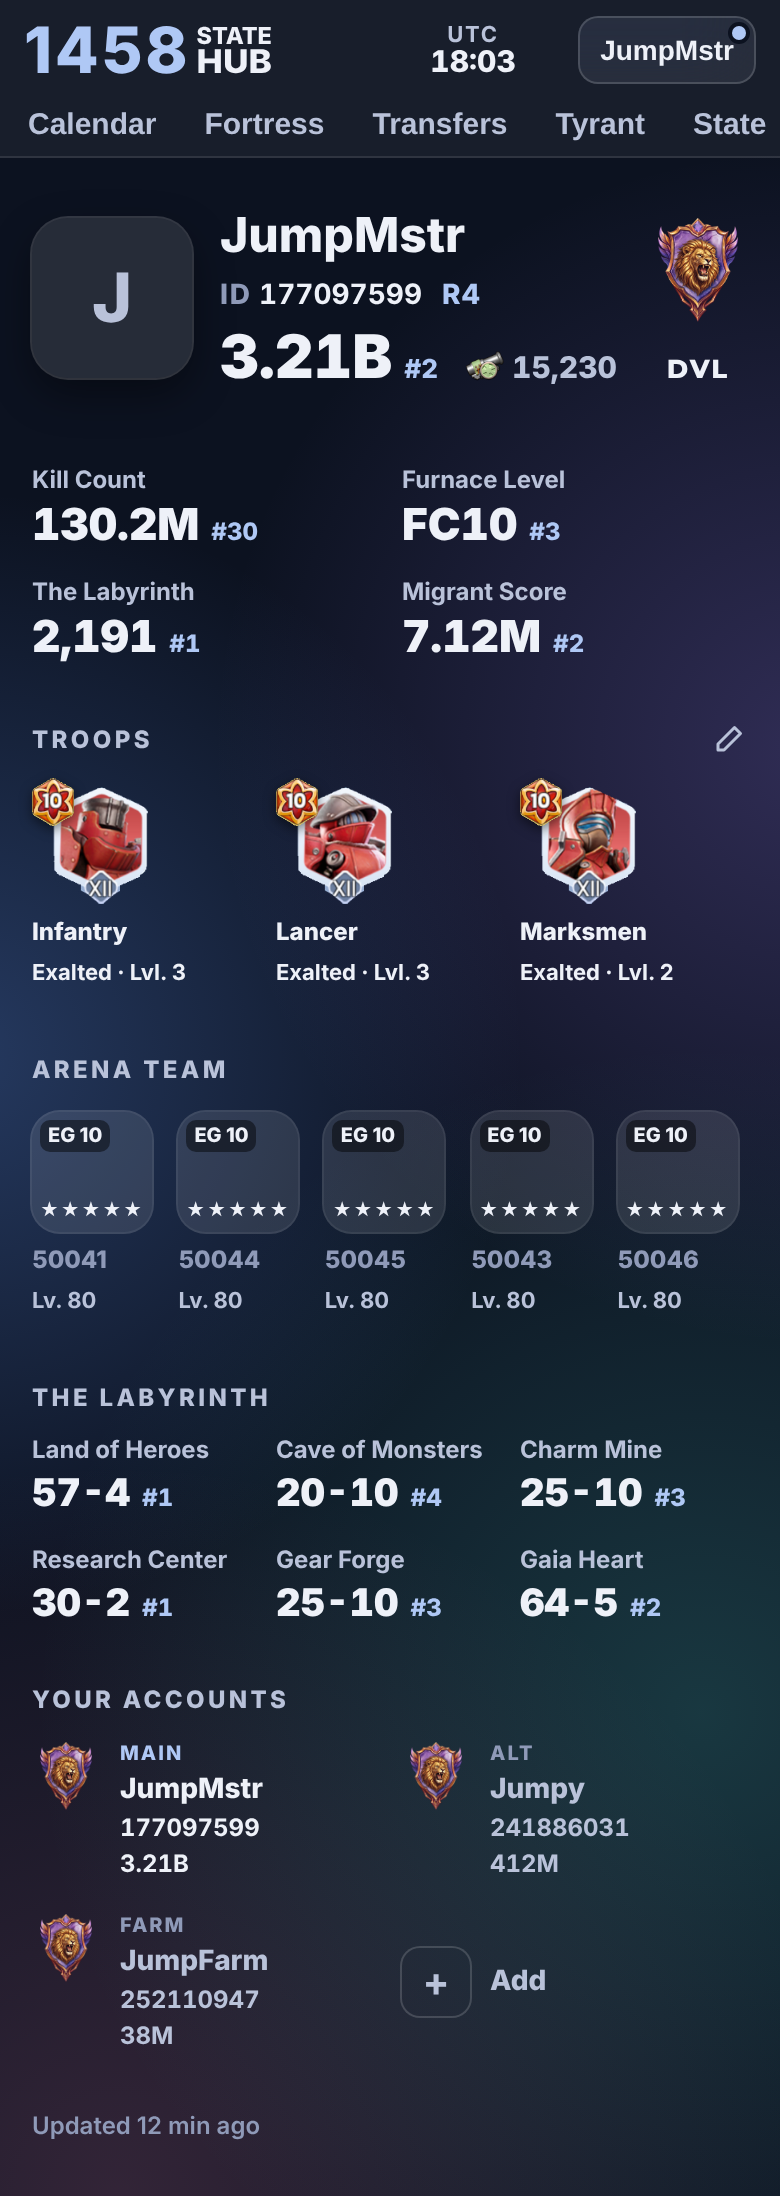 1458 STATE HUB
UTC
18:03
JumpMstr
Calendar Fortress Transfers Tyrant State
J
JumpMstr
ID 177097599 R4
3.21B #2 15,230
DVL
Kill Count
130.2M #30
Furnace Level
FC10 #3
The Labyrinth
2,191 #1
Migrant Score
7.12M #2
TROOPS
10
XII
Infantry
Exalted · Lvl. 3
10
XII
Lancer
Exalted · Lvl. 3
10
XII
Marksmen
Exalted · Lvl. 2
ARENA TEAM
EG 10
★★★★★
50041
Lv. 80
EG 10
★★★★★
50044
Lv. 80
EG 10
★★★★★
50045
Lv. 80
EG 10
★★★★★
50043
Lv. 80
EG 10
★★★★★
50046
Lv. 80
THE LABYRINTH
Land of Heroes
57-4 #1
Cave of Monsters
20-10 #4
Charm Mine
25-10 #3
Research Center
30-2 #1
Gear Forge
25-10 #3
Gaia Heart
64-5 #2
YOUR ACCOUNTS
MAIN
JumpMstr
177097599
3.21B
ALT
Jumpy
241886031
412M
FARM
JumpFarm
252110947
38M
+ Add
Updated 12 min ago